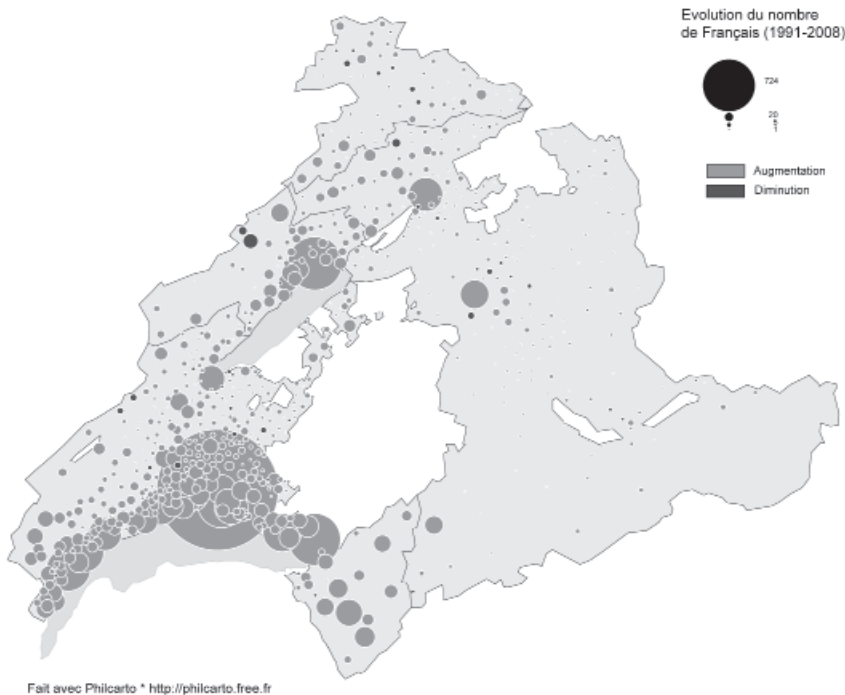 Evolution du nombre
de Français (1991-2008)
724
20
5
1
Augmentation
Diminution
Fait avec Philcarto * http://philcarto.free.fr